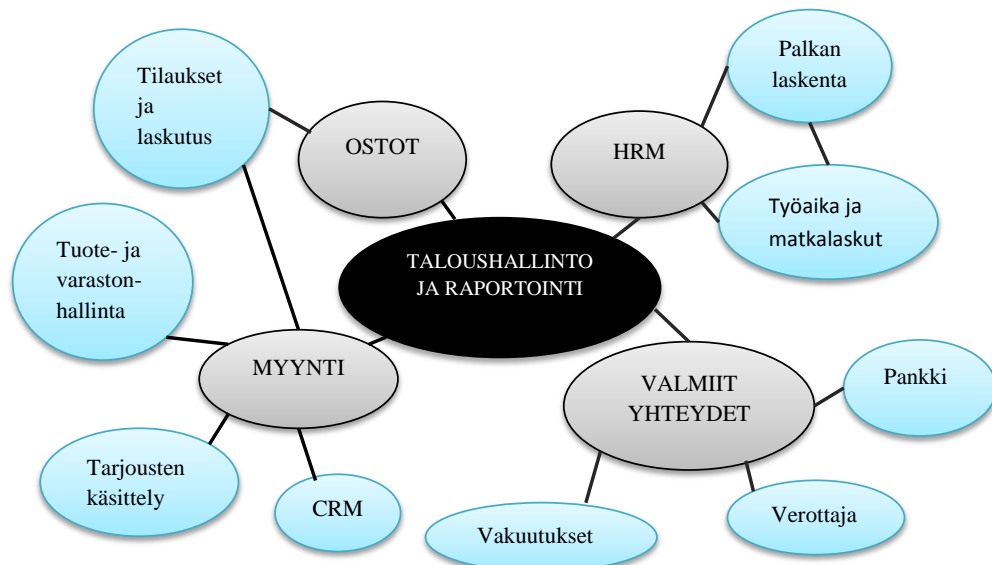 Tilaukset
ja
laskutus
OSTOT
HRM
Palkan
laskenta
Työaika ja
matkalaskut
Tuote- ja
varaston-
hallinta
TALOUSHALLINTO
JA RAPORTOINTI
MYYNTI
VALMIIT
YHTEYDET
Pankki
Tarjousten
käsittely
CRM
Vakuutukset
Verottaja